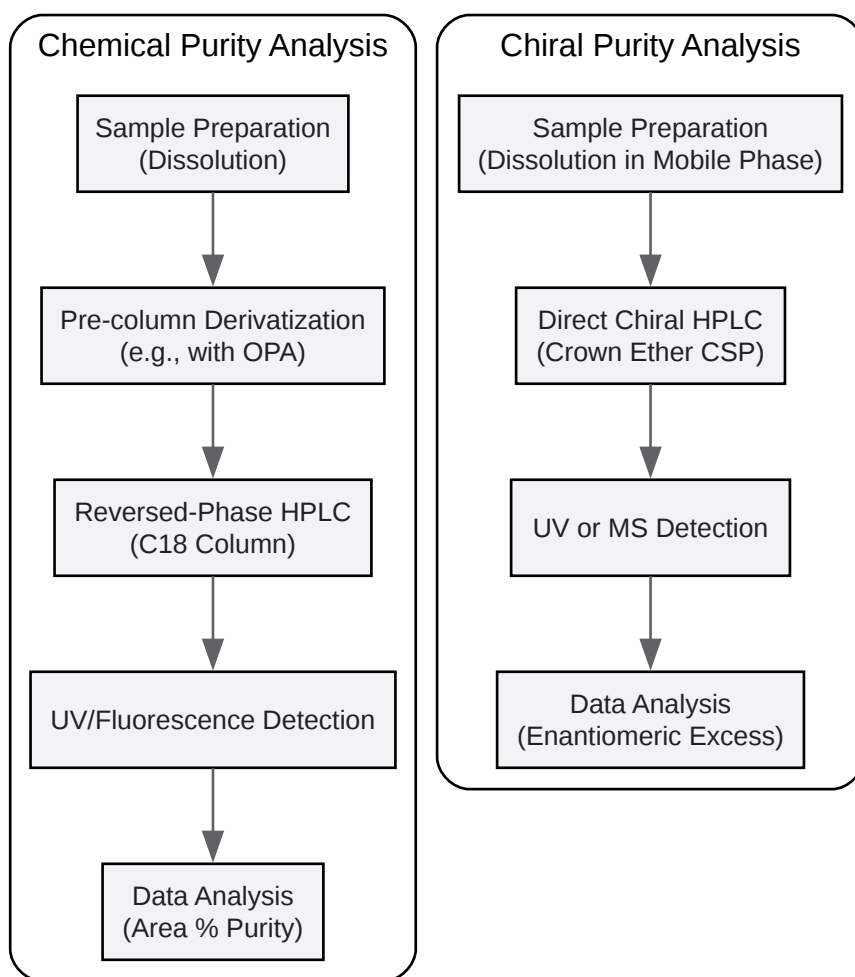 Chemical Purity Analysis
Sample Preparation
(Dissolution)
Pre-column Derivatization
(e.g., with OPA)
Reversed-Phase HPLC
(C18 Column)
UV/Fluorescence Detection
Data Analysis
(Area % Purity)
Chiral Purity Analysis
Sample Preparation
(Dissolution in Mobile Phase)
Direct Chiral HPLC
(Crown Ether CSP)
UV or MS Detection
Data Analysis
(Enantiomeric Excess)